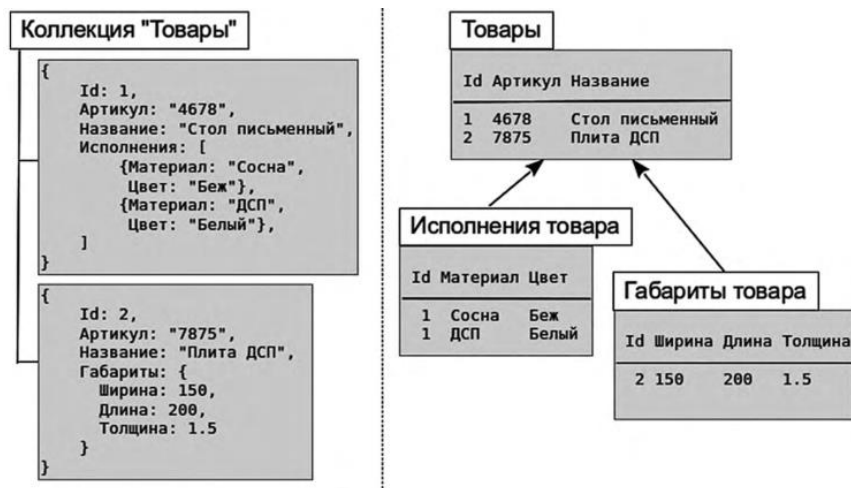 Коллекция "Товары"
{
Id: 1,
Артикул: "4678",
Название: "Стол письменный",
Исполнения: [
{Материал: "Сосна",
Цвет: "Беж"},
{Материал: "ДСП",
Цвет: "Белый"},
]
}
{
Id: 2,
Артикул: "7875",
Название: "Плита ДСП",
Габариты: {
Ширина: 150,
Длина: 200,
Толщина: 1.5
}
}
Товары
Id Артикул Название
1 4678 Стол письменный
2 7875 Плита ДСП
Исполнения товара
Id Материал Цвет
1 Сосна Беж
1 ДСП Белый
Габариты товара
Id Ширина Длина Толщина
2 150 200 1.5